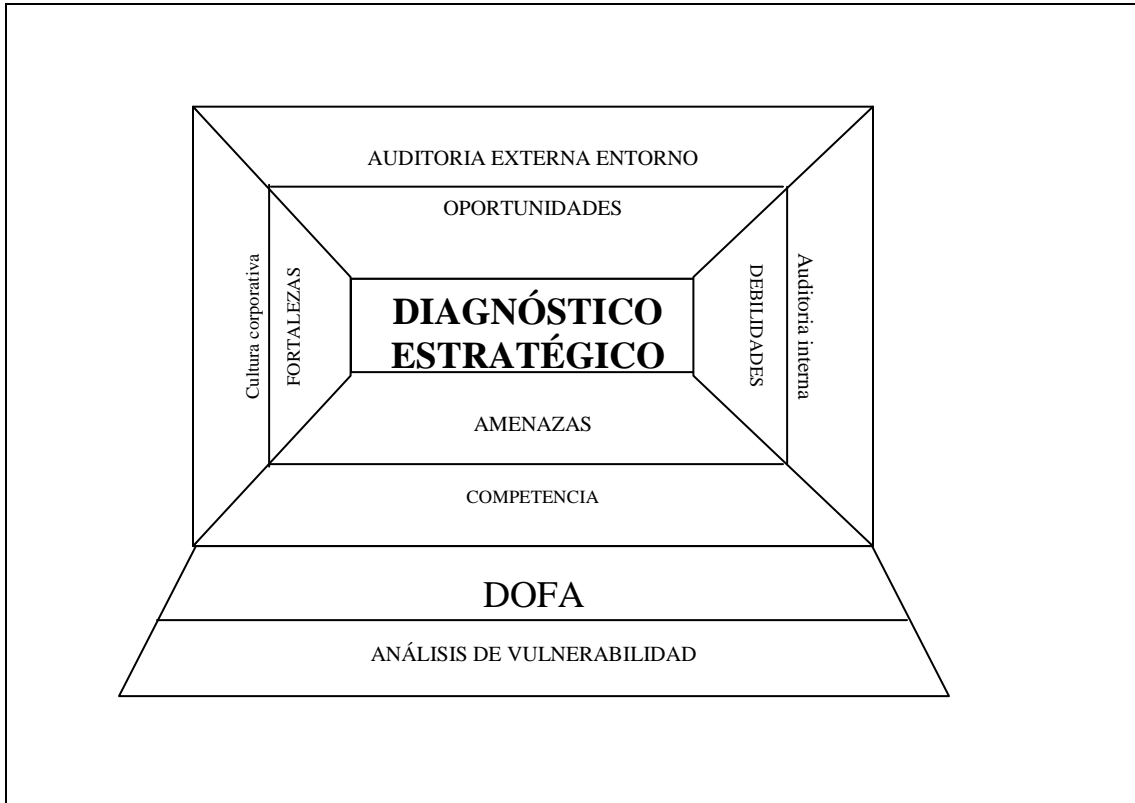 AUDITORIA EXTERNA ENTORNO
OPORTUNIDADES
Cultura corporativa
FORTALEZAS
DIAGNÓSTICO
ESTRATÉGICO
DEBILIDADES
Auditoria interna
AMENAZAS
COMPETENCIA
DOFA
ANÁLISIS DE VULNERABILIDAD